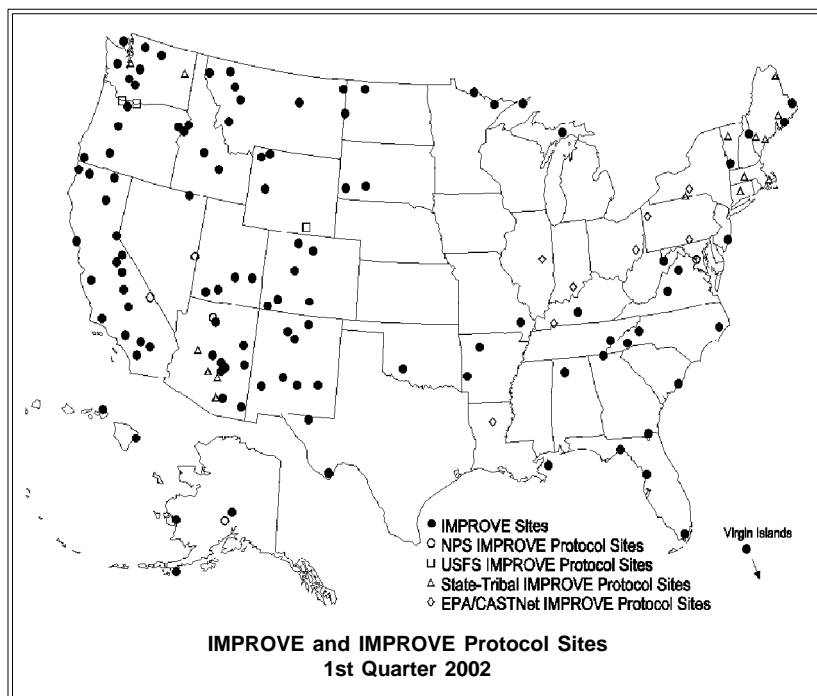 IMPROVE Sites
NPS IMPROVE Protocol Sites
USFS IMPROVE Protocol Sites
State-Tribal IMPROVE Protocol Sites
EPA/CASTNet IMPROVE Protocol Sites
Virgin Islands
IMPROVE and IMPROVE Protocol Sites
1st Quarter 2002